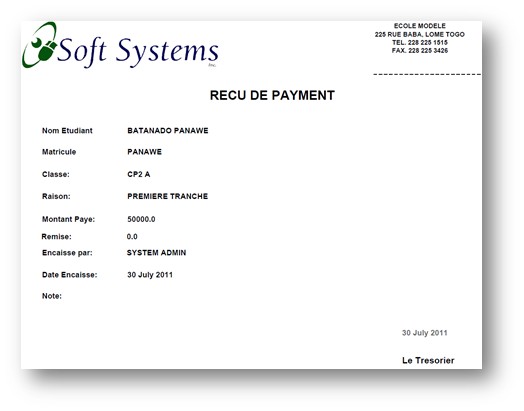 Soft Systems
Inc.
ECOLE MODELE
225 RUE BABA, LOME TOGO
TEL. 228 225 1515
FAX. 228 225 3426
RECU DE PAYMENT
Nom Etudiant BATANADO PANAWE
Matricule PANAWE
Classe: CP2 A
Raison: PREMIERE TRANCHE
Montant Paye: 50000.0
Remise: 0.0
Encaisse par: SYSTEM ADMIN
Date Encaisse: 30 July 2011
Note:
30 July 2011
Le Tresorier